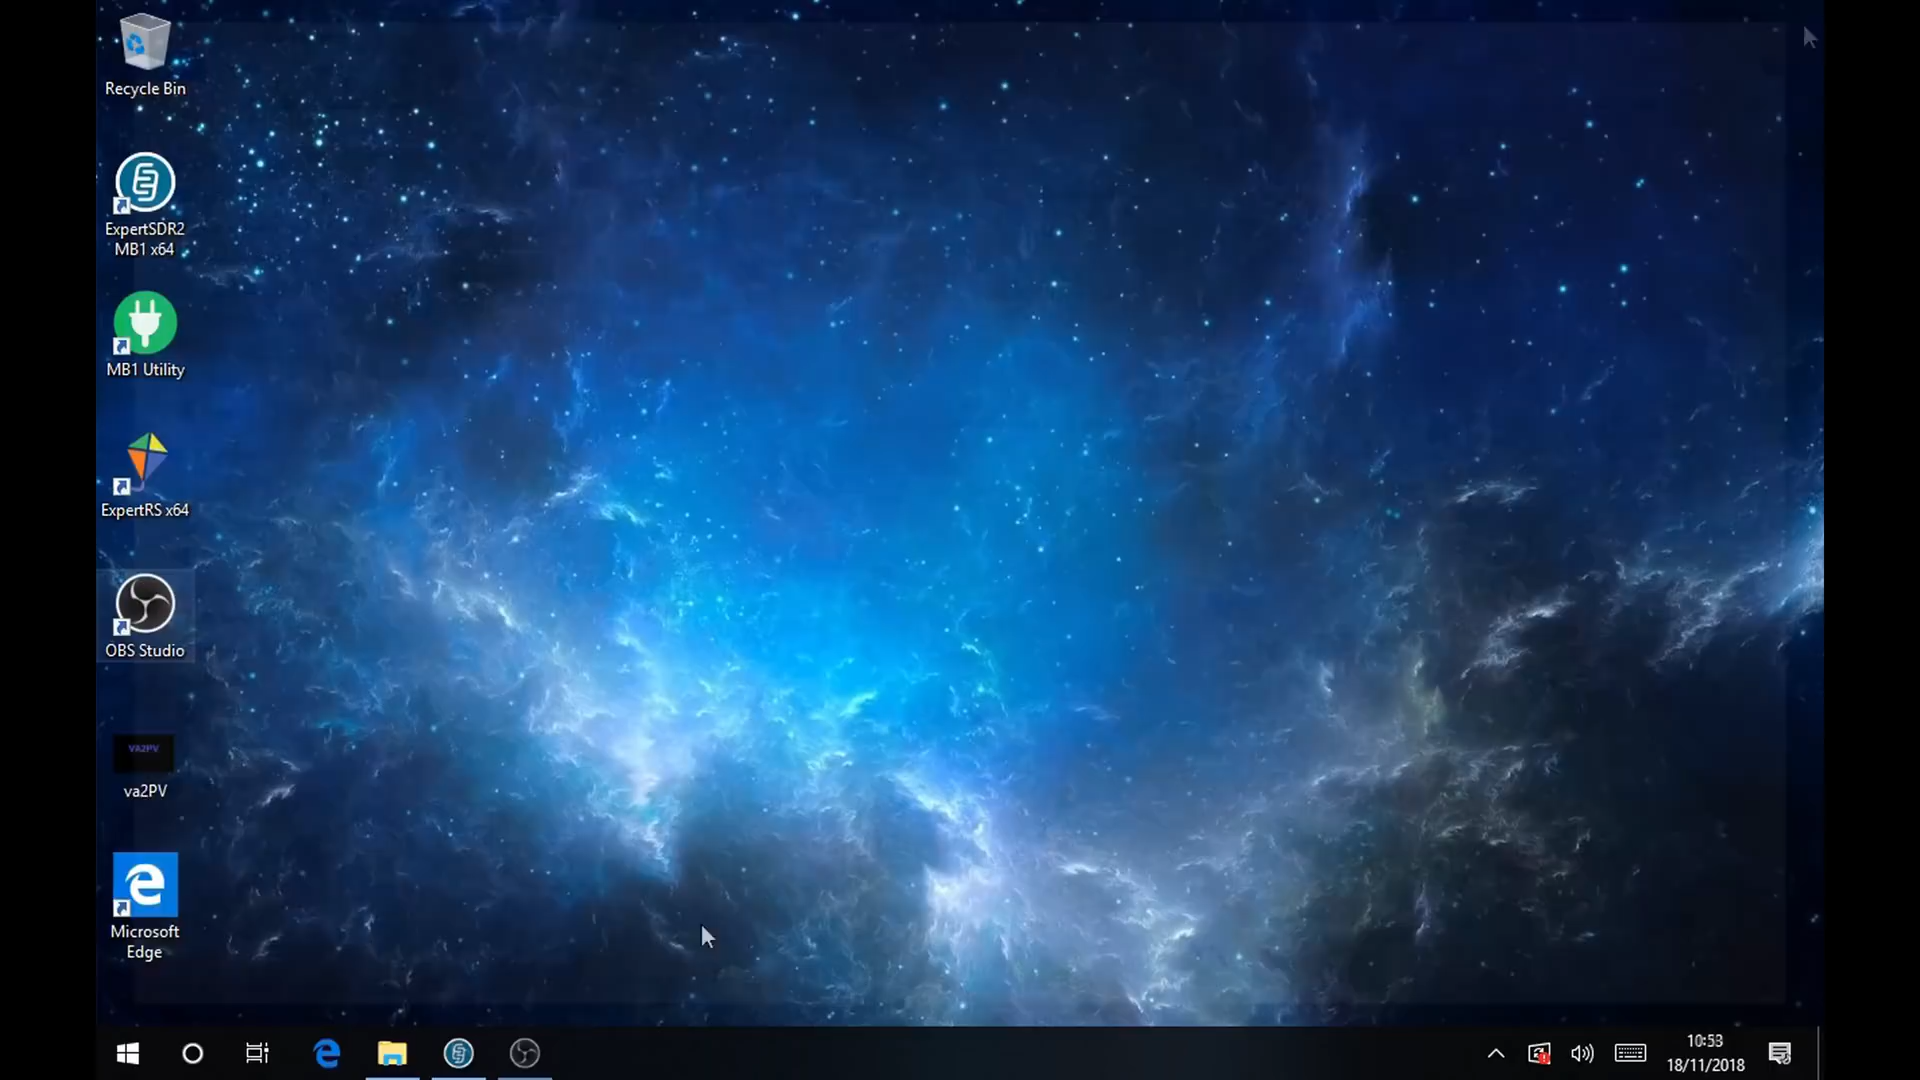 Recycle Bin
ExpertSDR2
MB1 x64
MB1 Utility
ExpertRS x64
OBS Studio
VA2PV
va2PV
Microsoft
Edge
10:53
18/11/2018